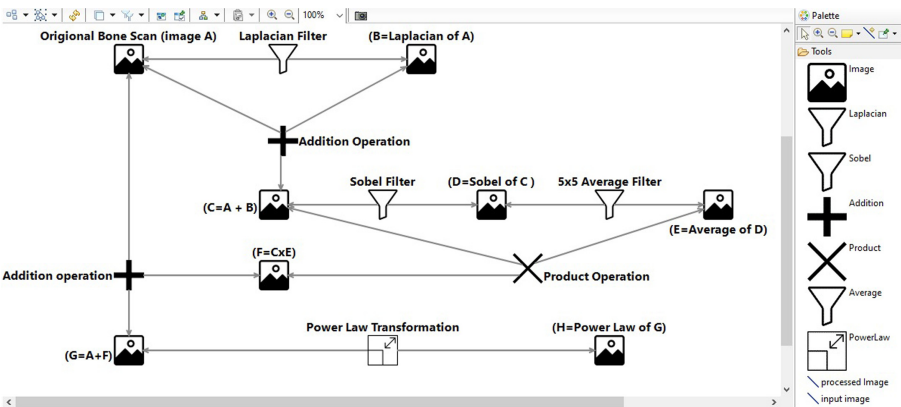 100%
Palette
Tools
Image
Laplacian
Sobel
Addition
Product
Average
PowerLaw
processed Image
input image
Origional Bone Scan (image A)
Laplacian Filter
(B=Laplacian of A)
Addition Operation
Sobel Filter
(D=Sobel of C )
5x5 Average Filter
(C=A + B)
(E=Average of D)
(F=CxE)
Addition operation
Product Operation
Power Law Transformation
(H=Power Law of G)
(G=A+F)